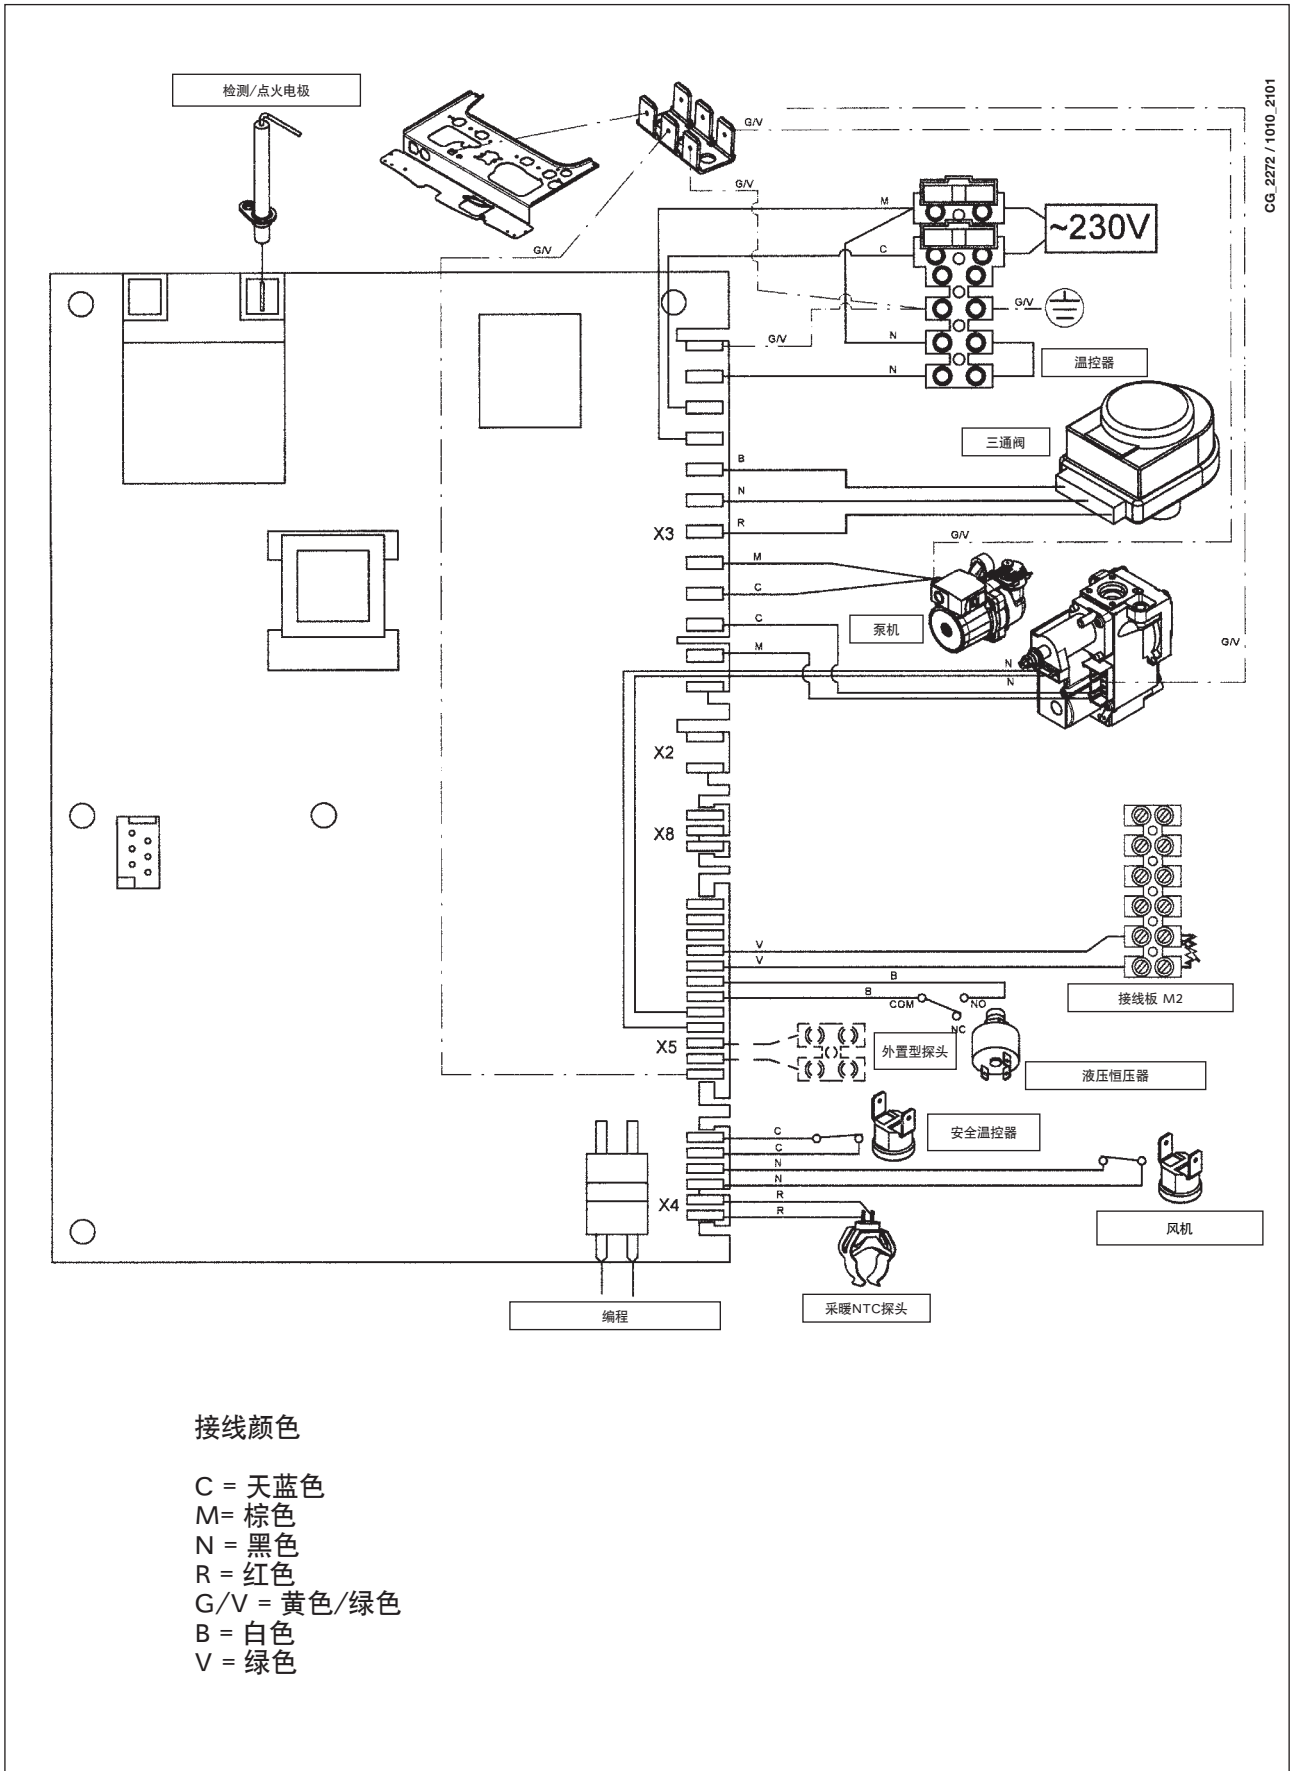 CG_2272 / 1010_2101
检测/点火电极
G/V
G/V
M
~230V
G/V
C
G/V
G/V
N
温控器
N
三通阀
B
N
R
X3
G/V
M
C
C
泵机
M
N
N
G/V
X2
X8
V
V
B
B
COM
NO
NC
接线板 M2
X5
外置型探头
液压恒压器
C
C
安全温控器
N
N
R
R
X4
风机
采暖NTC探头
编程
接线颜色
C = 天蓝色
M= 棕色
N = 黑色
R = 红色
G/V = 黄色/绿色
B = 白色
V = 绿色